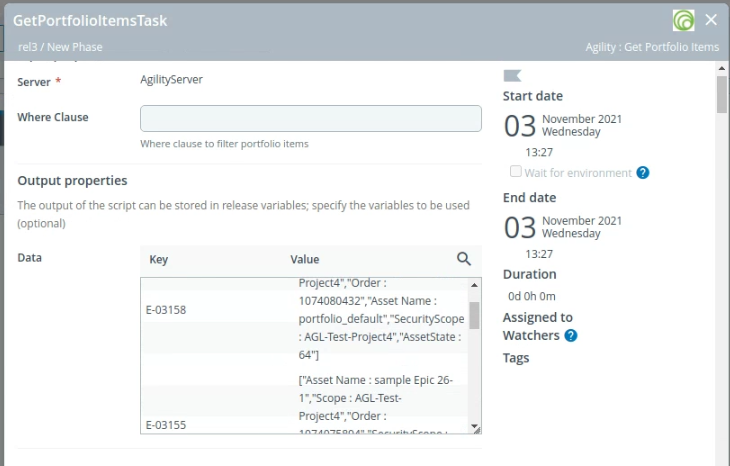 GetPortfolioItemsTask
rel3 / New Phase
Agility : Get Portfolio Items
Server *
AgilityServer
Where Clause
Where clause to filter portfolio items
Output properties
The output of the script can be stored in release variables; specify the variables to be used
(optional)
Data
Key
Value
E-03158
Project4","Order :
1074080432","Asset Name :
portfolio_default","SecurityScope
: AGL-Test-Project4","AssetState :
64"]
E-03155
["Asset Name : sample Epic 26-
1","Scope : AGL-Test-
Project4","Order :
Start date
03
November 2021
Wednesday
13:27
Wait for environment ?
End date
03
November 2021
Wednesday
13:27
Duration
0d 0h 0m
Assigned to
Watchers ?
Tags